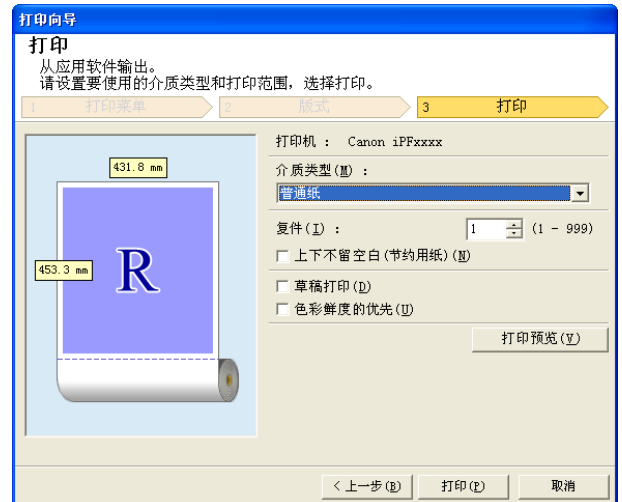 打印向导
打印
从应用软件输出。
请设置要使用的介质类型和打印范围，选择打印。
1 打印菜单 2 版式 3 打印
打印机 : Canon iPFxxxx
431.8 mm
介质类型(M) :
普通纸
复件(I) : 1 (1 - 999)
上下不留空白(节约用纸)(N)
453.3 mm
R
草稿打印(D)
色彩鲜度的优先(U)
打印预览(V)
< 上一步(B) 打印(P) 取消